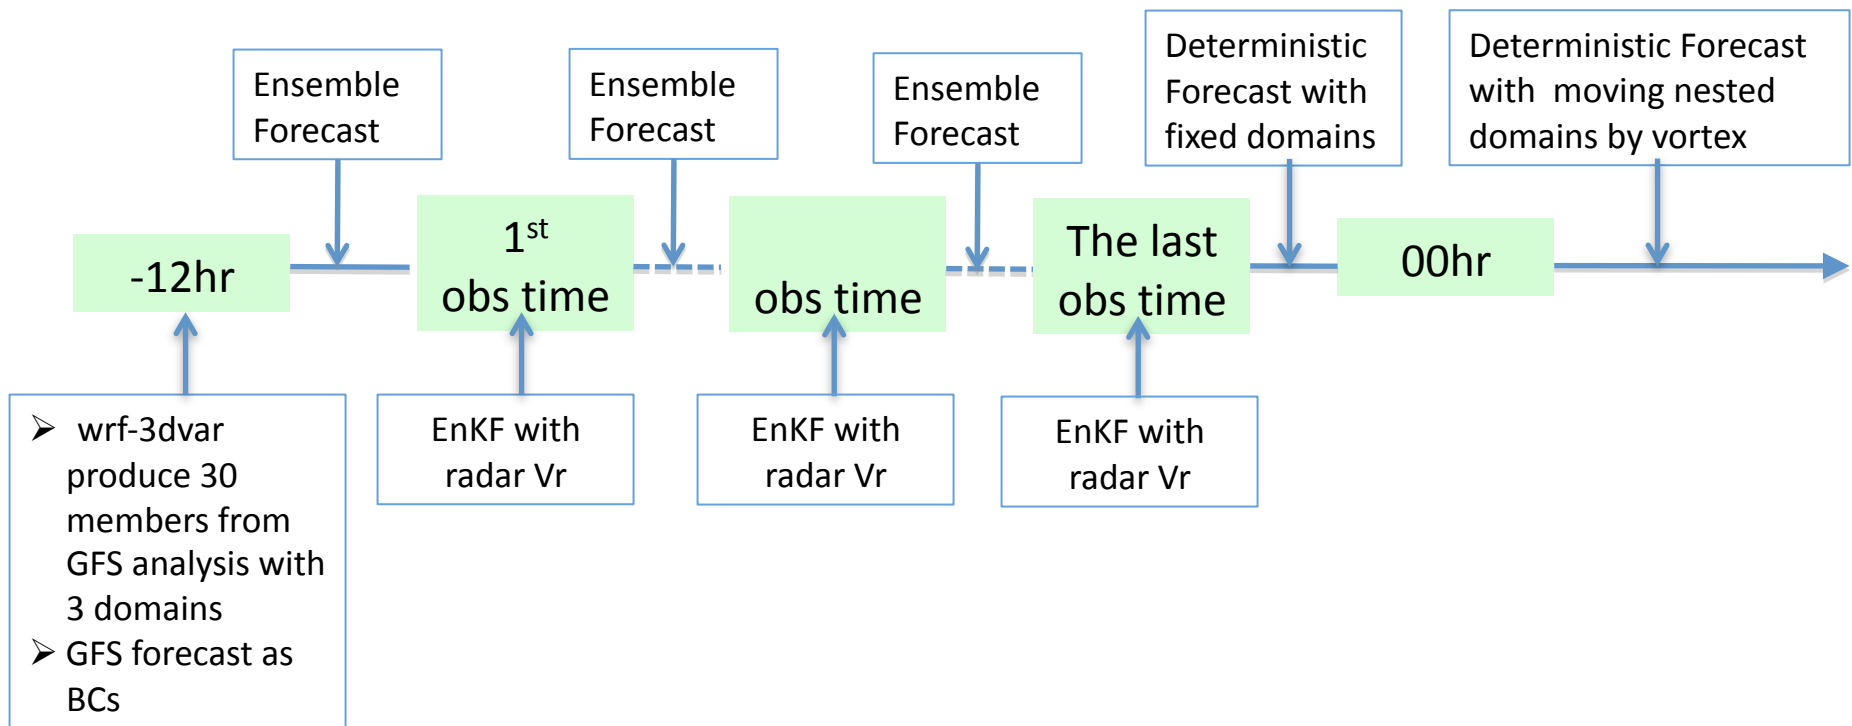 Ensemble
Forecast
Ensemble
Forecast
Ensemble
Forecast
Deterministic
Forecast with
fixed domains
Deterministic Forecast
with moving nested
domains by vortex
-12hr
1st
obs time
obs time
The last
obs time
00hr
➢ wrf-3dvar
produce 30
members from
GFS analysis with
3 domains
➢ GFS forecast as
BCs
EnKF with
radar Vr
EnKF with
radar Vr
EnKF with
radar Vr